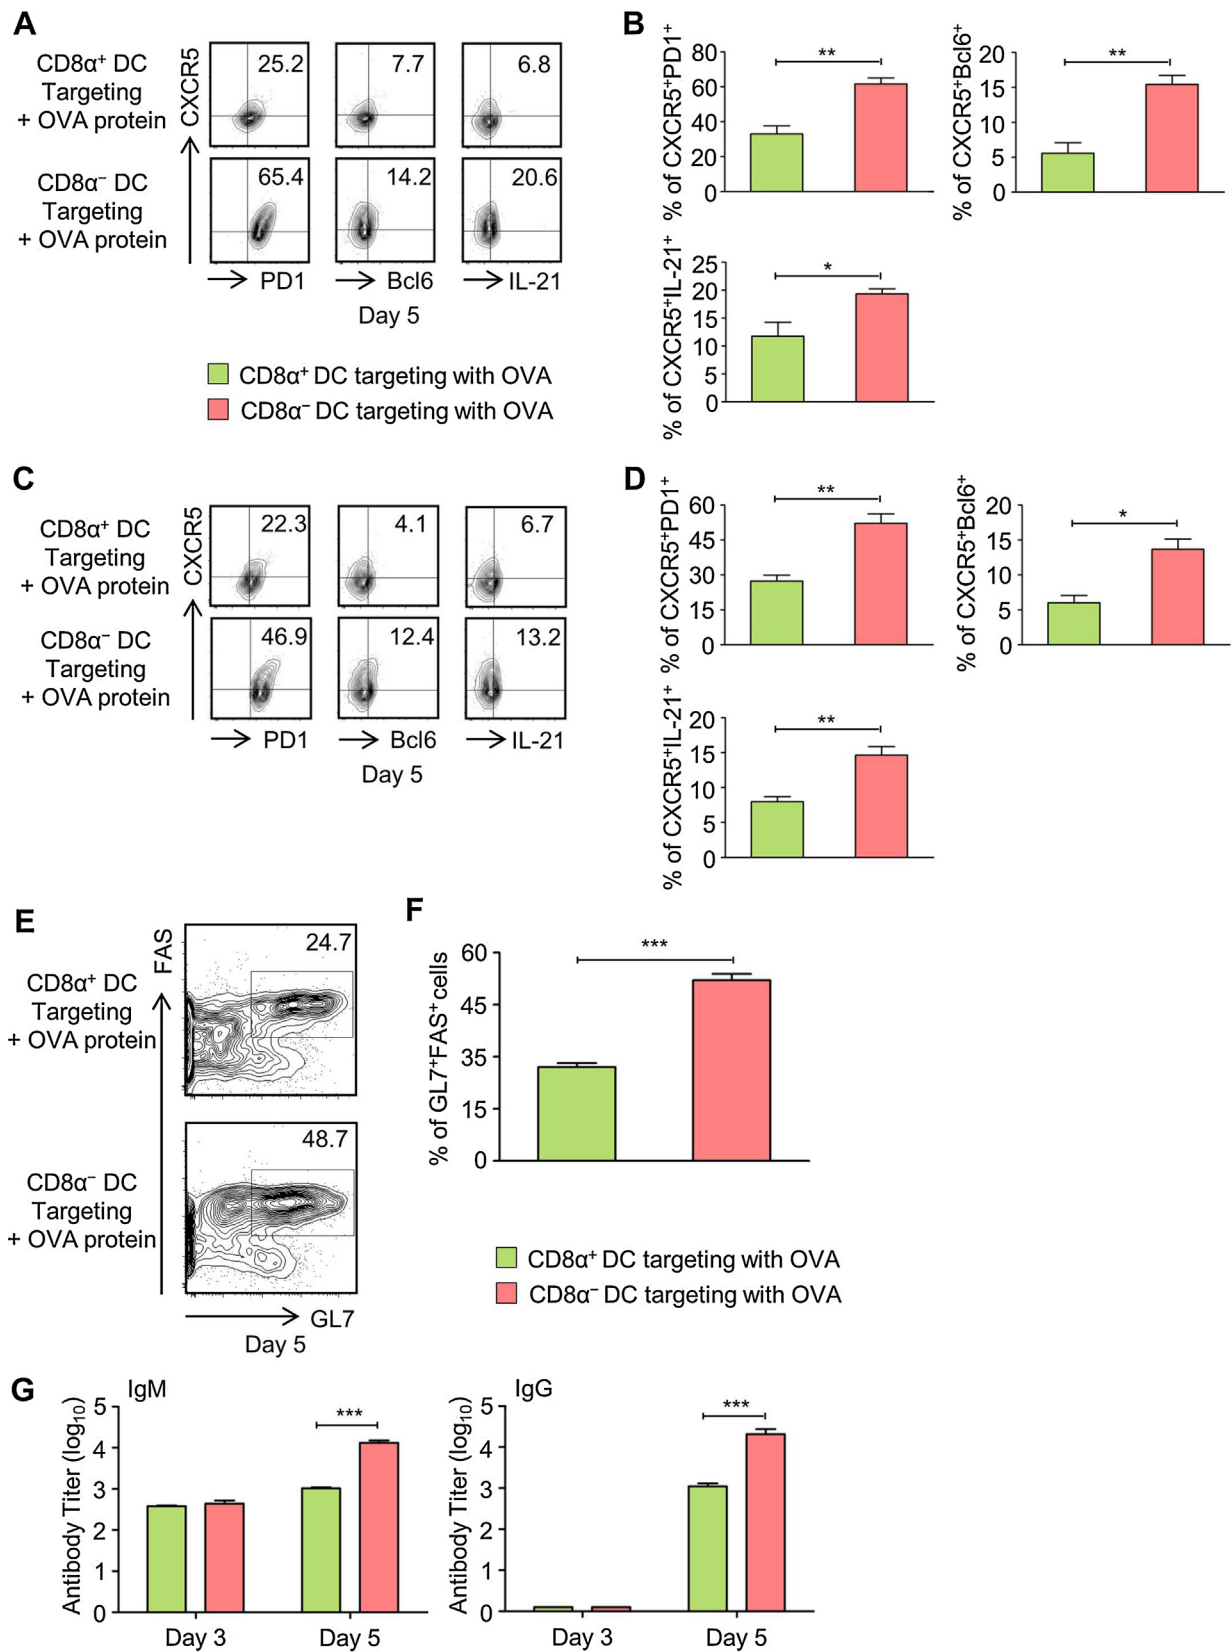 A
CXCR5
CD8α⁺ DC
Targeting
+ OVA protein
25.2
7.7
6.8
CD8α⁻ DC
Targeting
+ OVA protein
65.4
14.2
20.6
PD1
Bcl6
IL-21
Day 5
B
% of CXCR5⁺PD1⁺
80
60
40
20
0
**
% of CXCR5⁺Bcl6⁺
20
15
10
5
0
**
% of CXCR5⁺IL-21⁺
25
20
15
10
5
0
*
CD8α⁺ DC targeting with OVA
CD8α⁻ DC targeting with OVA
C
CXCR5
CD8α⁺ DC
Targeting
+ OVA protein
22.3
4.1
6.7
CD8α⁻ DC
Targeting
+ OVA protein
46.9
12.4
13.2
PD1
Bcl6
IL-21
Day 5
D
% of CXCR5⁺PD1⁺
60
45
30
15
0
**
% of CXCR5⁺Bcl6⁺
20
15
10
5
0
*
% of CXCR5⁺IL-21⁺
20
15
10
5
0
**
E
FAS
CD8α⁺ DC
Targeting
+ OVA protein
24.7
CD8α⁻ DC
Targeting
+ OVA protein
48.7
GL7
Day 5
F
% of GL7⁺FAS⁺ cells
60
45
35
15
0
***
CD8α⁺ DC targeting with OVA
CD8α⁻ DC targeting with OVA
G
IgM
Antibody Titer (log₁₀)
5
4
3
2
1
0
***
Day 3
Day 5
IgG
Antibody Titer (log₁₀)
5
4
3
2
1
0
***
Day 3
Day 5